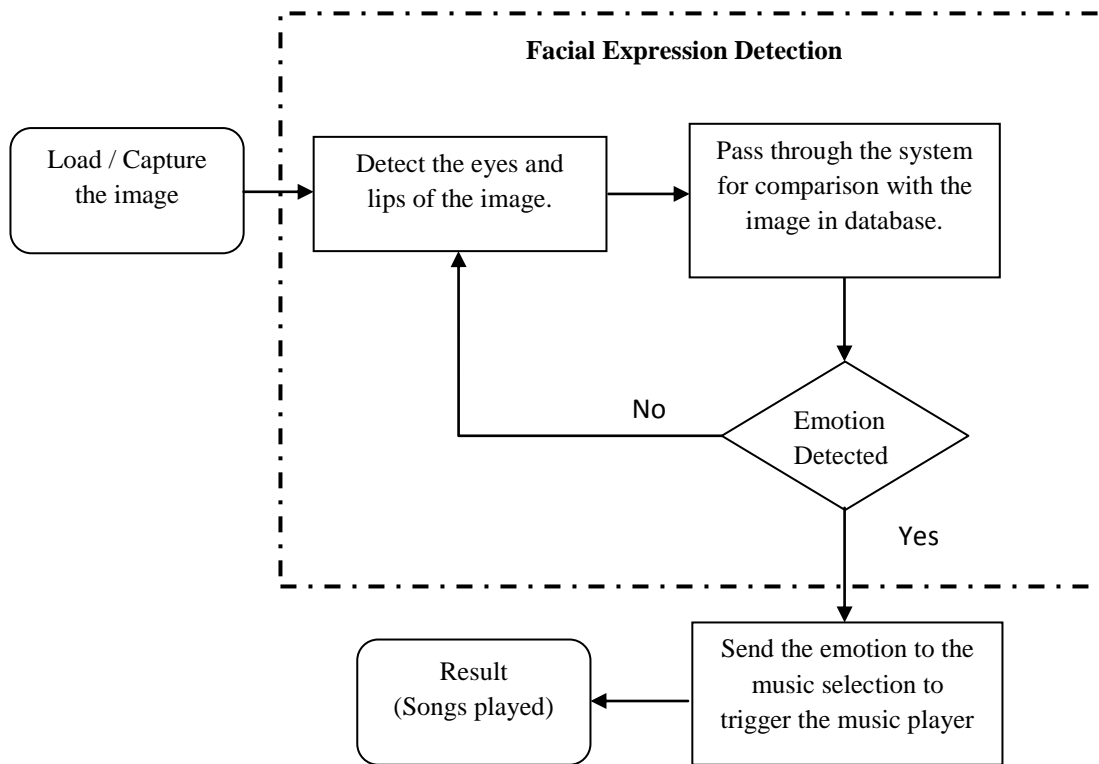 Facial Expression Detection
Load / Capture
the image
Detect the eyes and
lips of the image.
Pass through the system
for comparison with the
image in database.
No
Emotion
Detected
Yes
Send the emotion to the
music selection to
trigger the music player
Result
(Songs played)